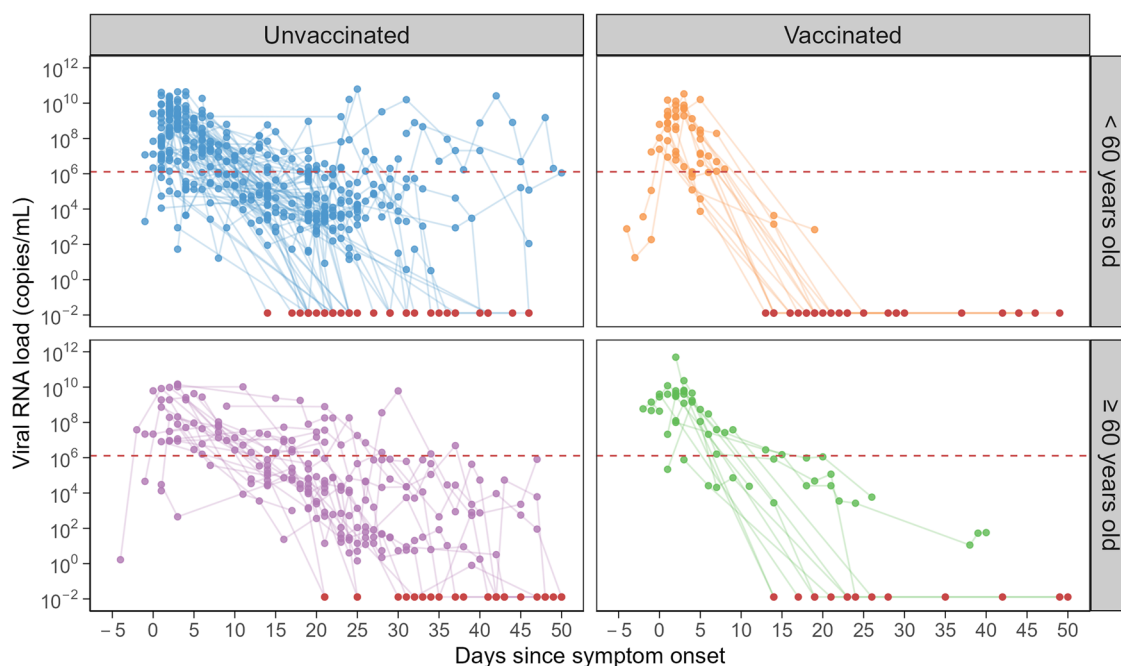 Unvaccinated Vaccinated
10¹²
10¹⁰
10⁸
10⁶
10⁴
10²
10⁰
10⁻²
< 60 years old
10¹²
10¹⁰
10⁸
10⁶
10⁴
10²
10⁰
10⁻²
≥ 60 years old
Viral RNA load (copies/mL)
−5 0 5 10 15 20 25 30 35 40 45 50 −5 0 5 10 15 20 25 30 35 40 45 50
Days since symptom onset